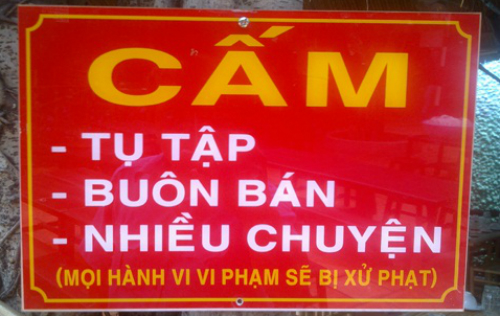 CẤM
- TỤ TẬP
- BUÔN BÁN
- NHIỀU CHUYỆN
(MỌI HÀNH VI VI PHẠM SẼ BỊ XỬ PHẠT)